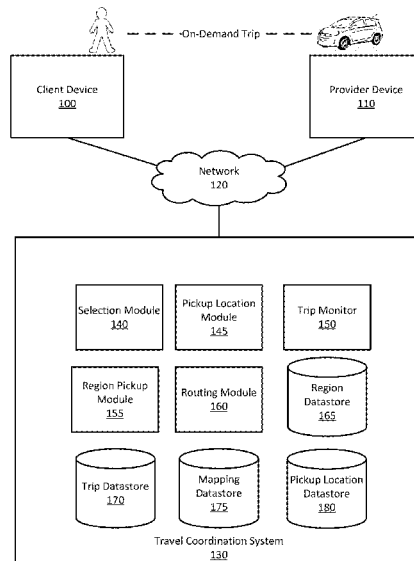 On-Demand Trip
Client Device
100
Provider Device
110
Network
120
Selection Module
140
Pickup Location
Module
145
Trip Monitor
150
Region Pickup
Module
155
Routing Module
160
Region
Datastore
165
Trip Datastore
170
Mapping
Datastore
175
Pickup Location
Datastore
180
Travel Coordination System
130